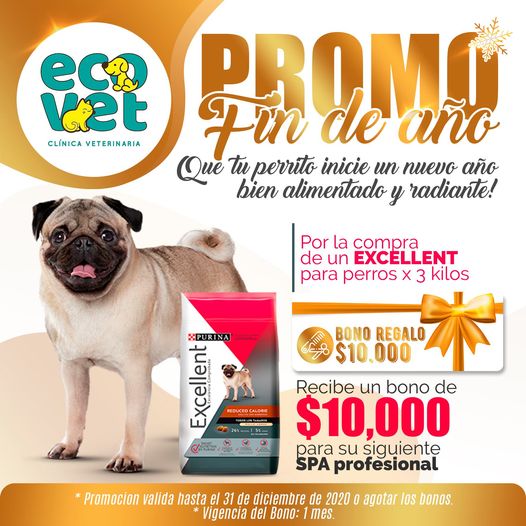 eco
vet
CLÍNICA VETERINARIA
PROMO
Fin de año
Que tu perrito inicie un nuevo año
bien alimentado y radiante!
Por la compra
de un EXCELLENT
para perros x 3 kilos
BONO REGALO
$10,000
Recibe un bono de
$10,000
para su siguiente
SPA profesional
PURINA
Excellent
REDUCED CALORIE
* Promocion valida hasta el 31 de diciembre de 2020 o agotar los bonos.
* Vigencia del Bono: 1 mes.